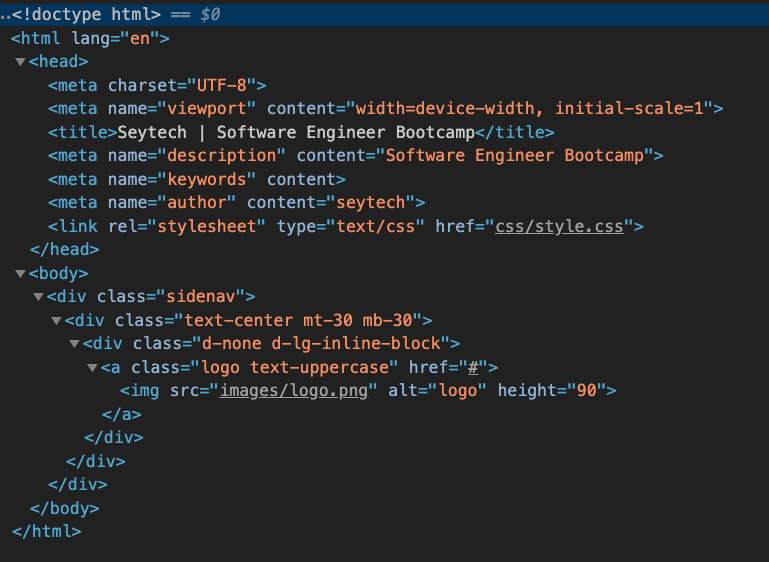 ..<!doctype html> == $0
<html lang="en">
<head>
<meta charset="UTF-8">
<meta name="viewport" content="width=device-width, initial-scale=1">
<title>Seytech | Software Engineer Bootcamp</title>
<meta name="description" content="Software Engineer Bootcamp">
<meta name="keywords" content>
<meta name="author" content="seytech">
<link rel="stylesheet" type="text/css" href="css/style.css">
</head>
<body>
<div class="sidenav">
<div class="text-center mt-30 mb-30">
<div class="d-none d-lg-inline-block">
<a class="logo text-uppercase" href="#">
<img src="images/logo.png" alt="logo" height="90">
</a>
</div>
</div>
</div>
</body>
</html>